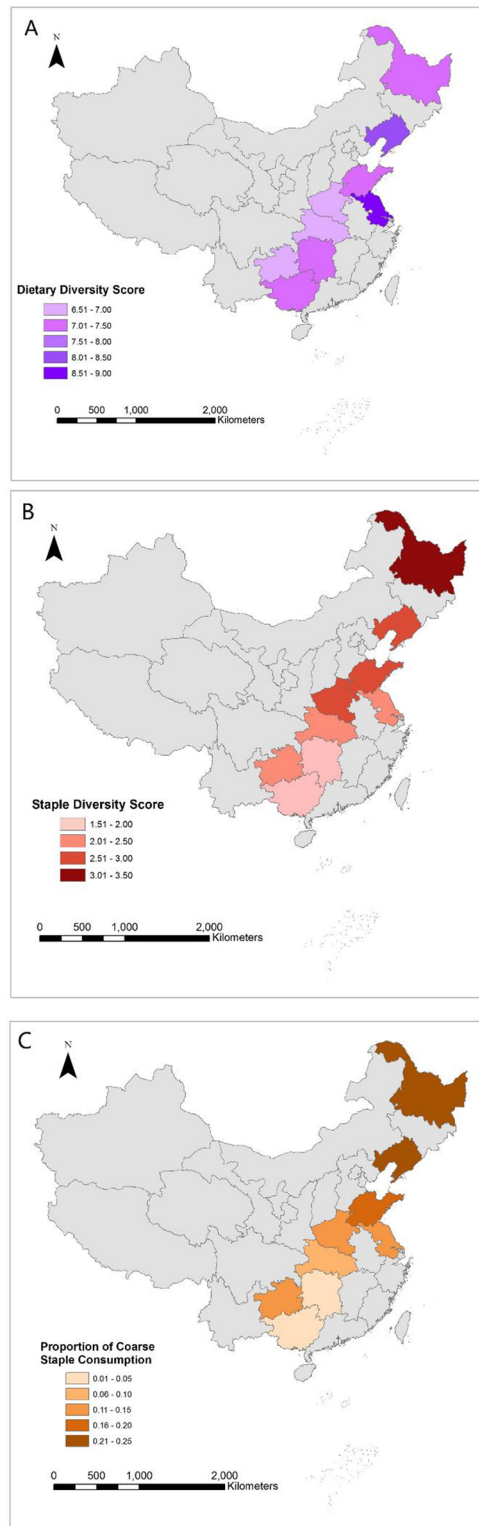 A
N
Dietary Diversity Score
6.51 - 7.00
7.01 - 7.50
7.51 - 8.00
8.01 - 8.50
8.51 - 9.00
0 500 1,000 2,000
Kilometers
B
N
Staple Diversity Score
1.51 - 2.00
2.01 - 2.50
2.51 - 3.00
3.01 - 3.50
0 500 1,000 2,000
Kilometers
C
N
Proportion of Coarse
Staple Consumption
0.01 - 0.05
0.06 - 0.10
0.11 - 0.15
0.16 - 0.20
0.21 - 0.25
0 500 1,000 2,000
Kilometers